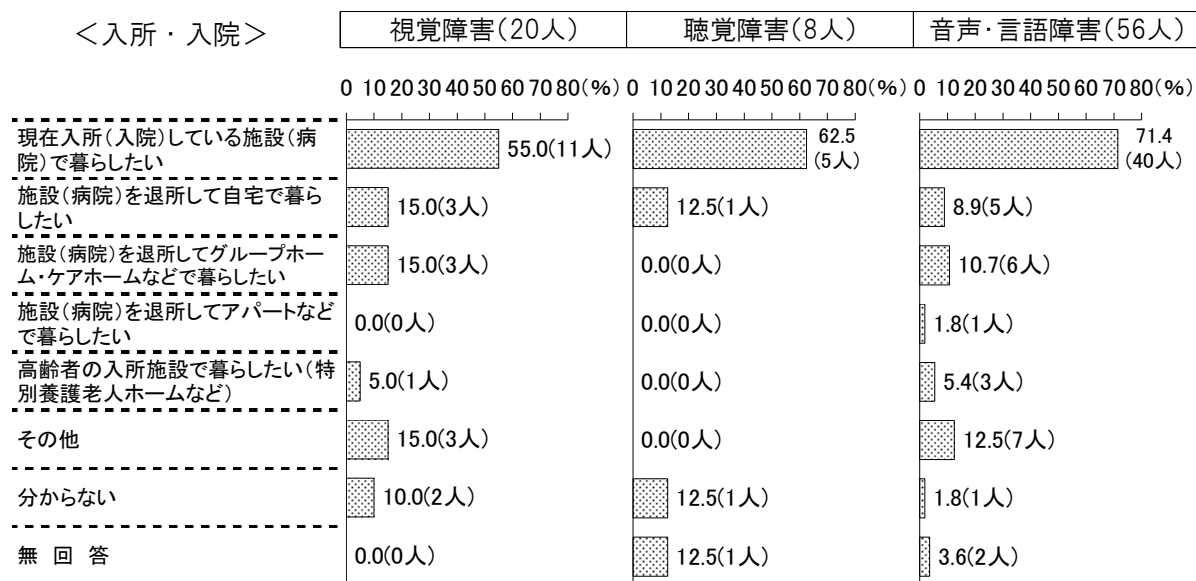 ＜入所・入院＞ 視覚障害(20人) 聴覚障害(8人) 音声・言語障害(56人)
0 10 20 30 40 50 60 70 80(%) 0 10 20 30 40 50 60 70 80(%) 0 10 20 30 40 50 60 70 80(%)
現在入所(入院)している施設(病
院)で暮らしたい
55.0(11人) 62.5
(5人) 71.4
(40人)
施設(病院)を退所して自宅で暮ら
したい
15.0(3人) 12.5(1人) 8.9(5人)
施設(病院)を退所してグループホー
ム・ケアホームなどで暮らしたい
15.0(3人) 0.0(0人) 10.7(6人)
施設(病院)を退所してアパートなど
で暮らしたい
0.0(0人) 0.0(0人) 1.8(1人)
高齢者の入所施設で暮らしたい(特
別養護老人ホームなど)
5.0(1人) 0.0(0人) 5.4(3人)
その他 15.0(3人) 0.0(0人) 12.5(7人)
分からない 10.0(2人) 12.5(1人) 1.8(1人)
無 回 答 0.0(0人) 12.5(1人) 3.6(2人)